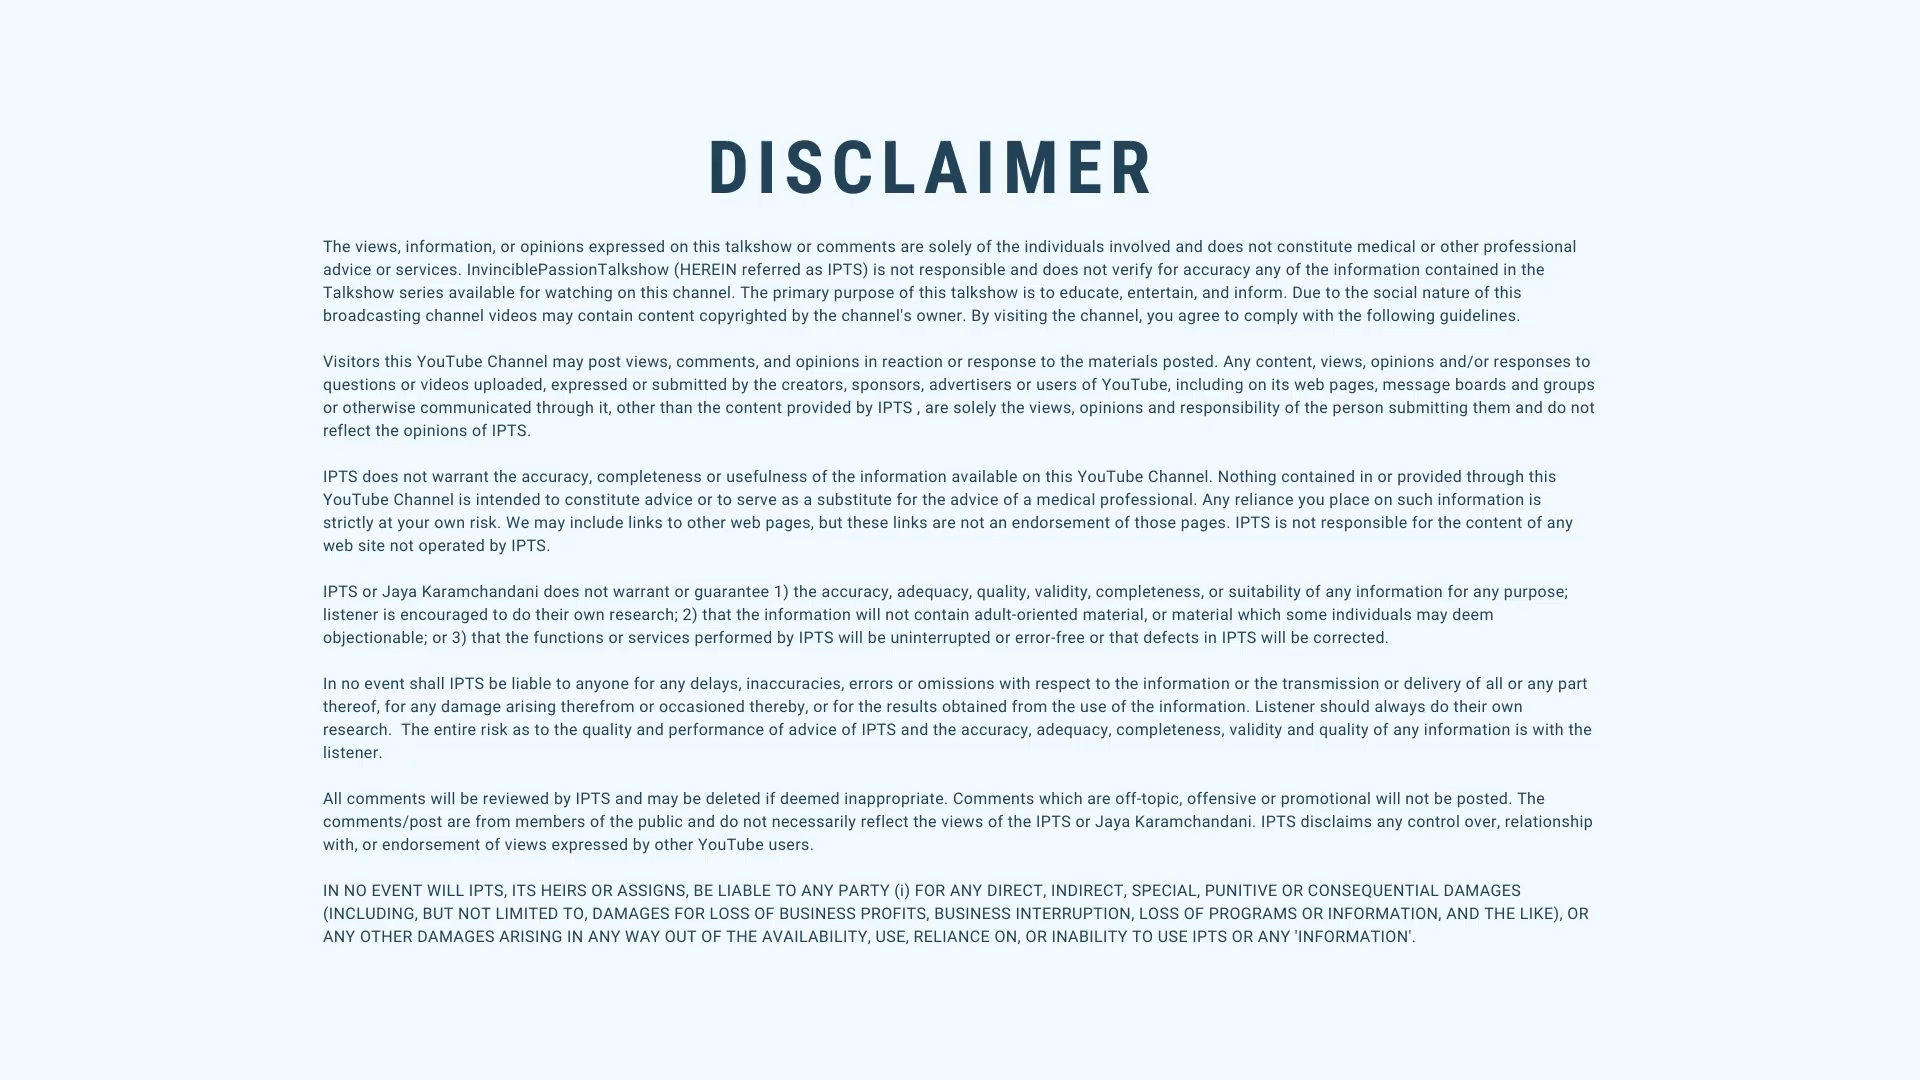 DISCLAIMER
The views, information, or opinions expressed on this talkshow or comments are solely of the individuals involved and does not constitute medical or other professional
advice or services. InvinciblePassionTalkshow (HEREIN referred as IPTS) is not responsible and does not verify for accuracy any of the information contained in the
Talkshow series available for watching on this channel. The primary purpose of this talkshow is to educate, entertain, and inform. Due to the social nature of this
broadcasting channel videos may contain content copyrighted by the channel's owner. By visiting the channel, you agree to comply with the following guidelines.
Visitors this YouTube Channel may post views, comments, and opinions in reaction or response to the materials posted. Any content, views, opinions and/or responses to
questions or videos uploaded, expressed or submitted by the creators, sponsors, advertisers or users of YouTube, including on its web pages, message boards and groups
or otherwise communicated through it, other than the content provided by IPTS , are solely the views, opinions and responsibility of the person submitting them and do not
reflect the opinions of IPTS.
IPTS does not warrant the accuracy, completeness or usefulness of the information available on this YouTube Channel. Nothing contained in or provided through this
YouTube Channel is intended to constitute advice or to serve as a substitute for the advice of a medical professional. Any reliance you place on such information is
strictly at your own risk. We may include links to other web pages, but these links are not an endorsement of those pages. IPTS is not responsible for the content of any
web site not operated by IPTS.
IPTS or Jaya Karamchandani does not warrant or guarantee 1) the accuracy, adequacy, quality, validity, completeness, or suitability of any information for any purpose;
listener is encouraged to do their own research; 2) that the information will not contain adult-oriented material, or material which some individuals may deem
objectionable; or 3) that the functions or services performed by IPTS will be uninterrupted or error-free or that defects in IPTS will be corrected.
In no event shall IPTS be liable to anyone for any delays, inaccuracies, errors or omissions with respect to the information or the transmission or delivery of all or any part
thereof, for any damage arising therefrom or occasioned thereby, or for the results obtained from the use of the information. Listener should always do their own
research.  The entire risk as to the quality and performance of advice of IPTS and the accuracy, adequacy, completeness, validity and quality of any information is with the
listener.
All comments will be reviewed by IPTS and may be deleted if deemed inappropriate. Comments which are off-topic, offensive or promotional will not be posted. The
comments/post are from members of the public and do not necessarily reflect the views of the IPTS or Jaya Karamchandani. IPTS disclaims any control over, relationship
with, or endorsement of views expressed by other YouTube users.
IN NO EVENT WILL IPTS, ITS HEIRS OR ASSIGNS, BE LIABLE TO ANY PARTY (i) FOR ANY DIRECT, INDIRECT, SPECIAL, PUNITIVE OR CONSEQUENTIAL DAMAGES
(INCLUDING, BUT NOT LIMITED TO, DAMAGES FOR LOSS OF BUSINESS PROFITS, BUSINESS INTERRUPTION, LOSS OF PROGRAMS OR INFORMATION, AND THE LIKE), OR
ANY OTHER DAMAGES ARISING IN ANY WAY OUT OF THE AVAILABILITY, USE, RELIANCE ON, OR INABILITY TO USE IPTS OR ANY 'INFORMATION'.